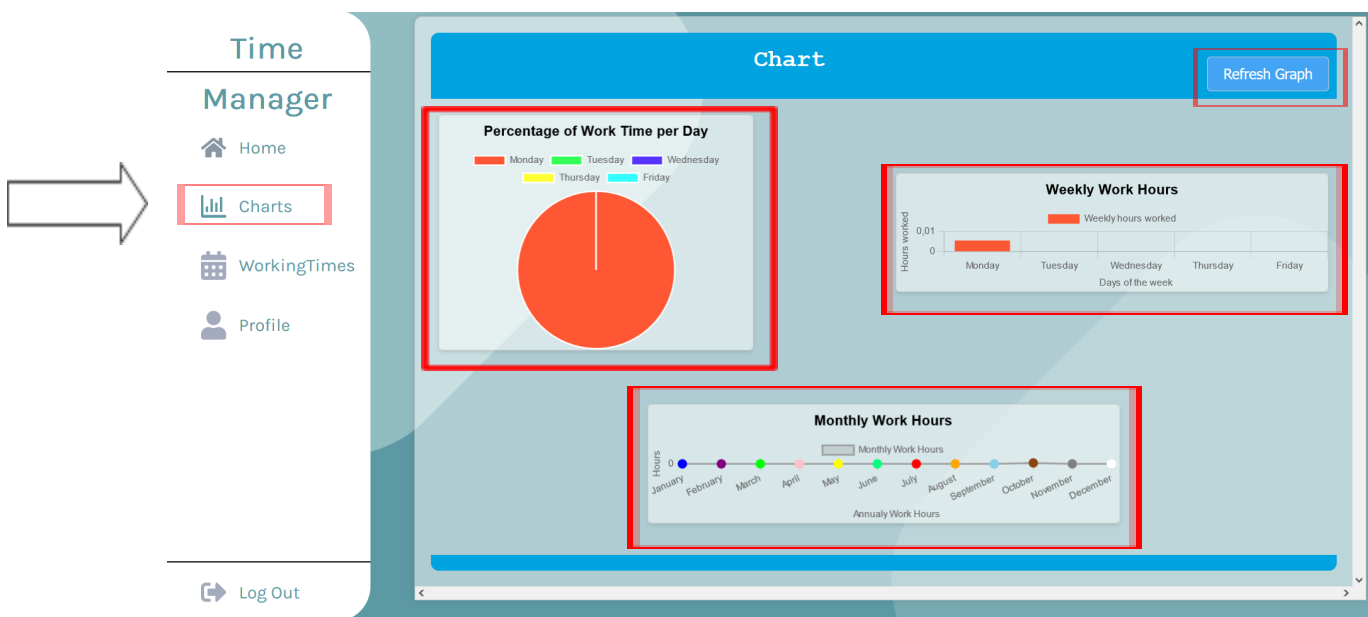 Time
Manager
Home
Charts
WorkingTimes
Profile
Log Out
Chart
Refresh Graph
Percentage of Work Time per Day
Monday Tuesday Wednesday
Thursday Friday
Weekly Work Hours
Weekly hours worked
Hours worked
0,01
0
Monday Tuesday Wednesday Thursday Friday
Days of the week
Monthly Work Hours
Monthly Work Hours
Hours
0
January February March April May June July August September October November December
Annualy Work Hours